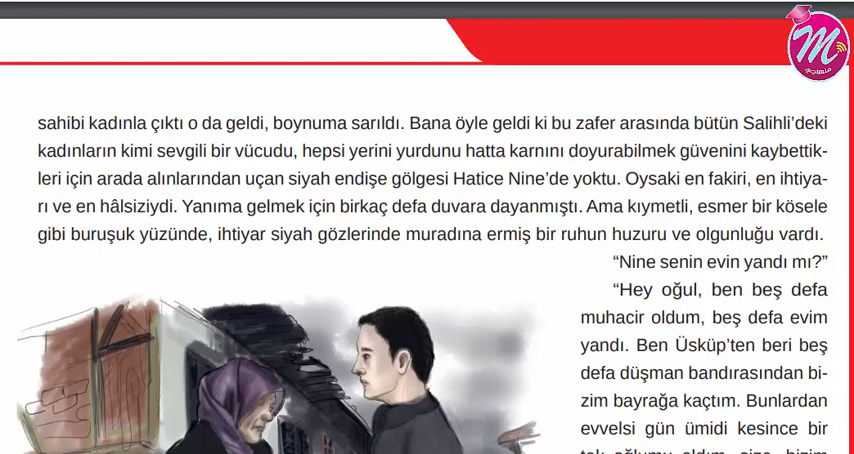 sahibi kadınla çıktı o da geldi, boynuma sarıldı. Bana öyle geldi ki bu zafer arasında bütün Salihli’deki
kadınların kimi sevgili bir vücudu, hepsi yerini yurdunu hatta karnını doyurabilmek güvenini kaybettik-
leri için arada alınlarından uçan siyah endişe gölgesi Hatice Nine’de yoktu. Oysaki en fakiri, en ihtiya-
rı ve en hâlsiziydi. Yanıma gelmek için birkaç defa duvara dayanmıştı. Ama kıymetli, esmer bir kösele
gibi buruşuk yüzünde, ihtiyar siyah gözlerinde muradına ermiş bir ruhun huzuru ve olgunluğu vardı.
“Nine senin evin yandı mı?”
“Hey oğul, ben beş defa
muhacir oldum, beş defa evim
yandı. Ben Üsküp’ten beri beş
defa düşman bandırasından bi-
zim bayrağa kaçtım. Bunlardan
evvelsi gün ümidi kesince bir